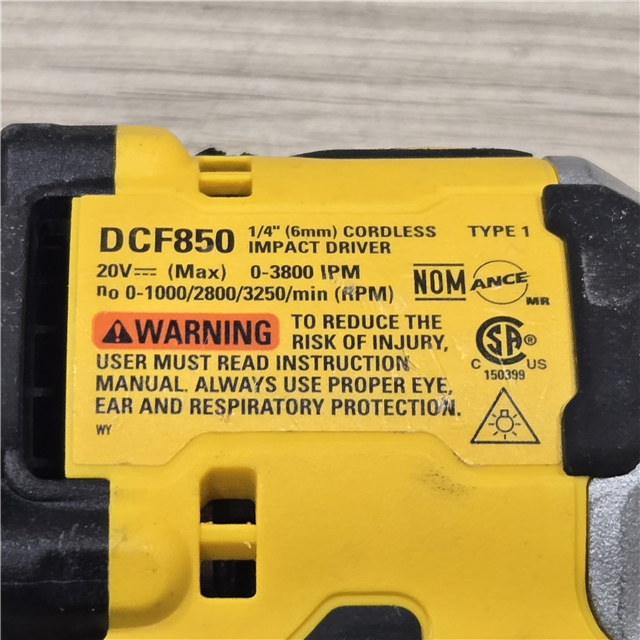 DCF850 1/4" (6mm) CORDLESS TYPE 1
IMPACT DRIVER
20V⎓ (Max) 0-3800 IPM
no 0-1000/2800/3250/min (RPM)
NOM ANCE
MR
⚠WARNING TO REDUCE THE
RISK OF INJURY,
USER MUST READ INSTRUCTION
MANUAL. ALWAYS USE PROPER EYE,
EAR AND RESPIRATORY PROTECTION.
WY
SA®
C US
150399